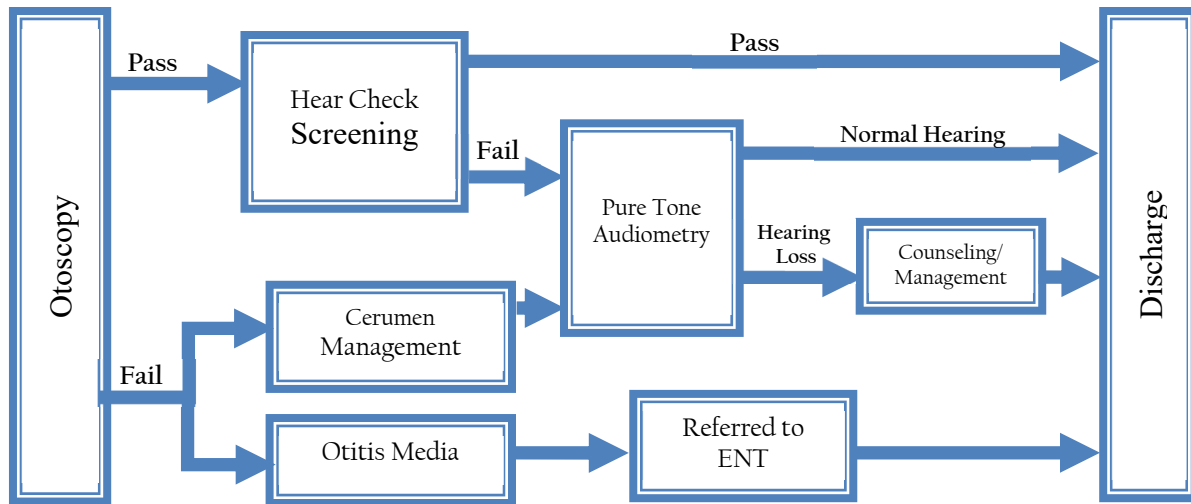 Otoscopy
Pass
Hear Check
Screening
Pass
Fail
Pure Tone
Audiometry
Normal Hearing
Hearing
Loss
Counseling/
Management
Discharge
Fail
Cerumen
Management
Otitis Media
Referred to
ENT